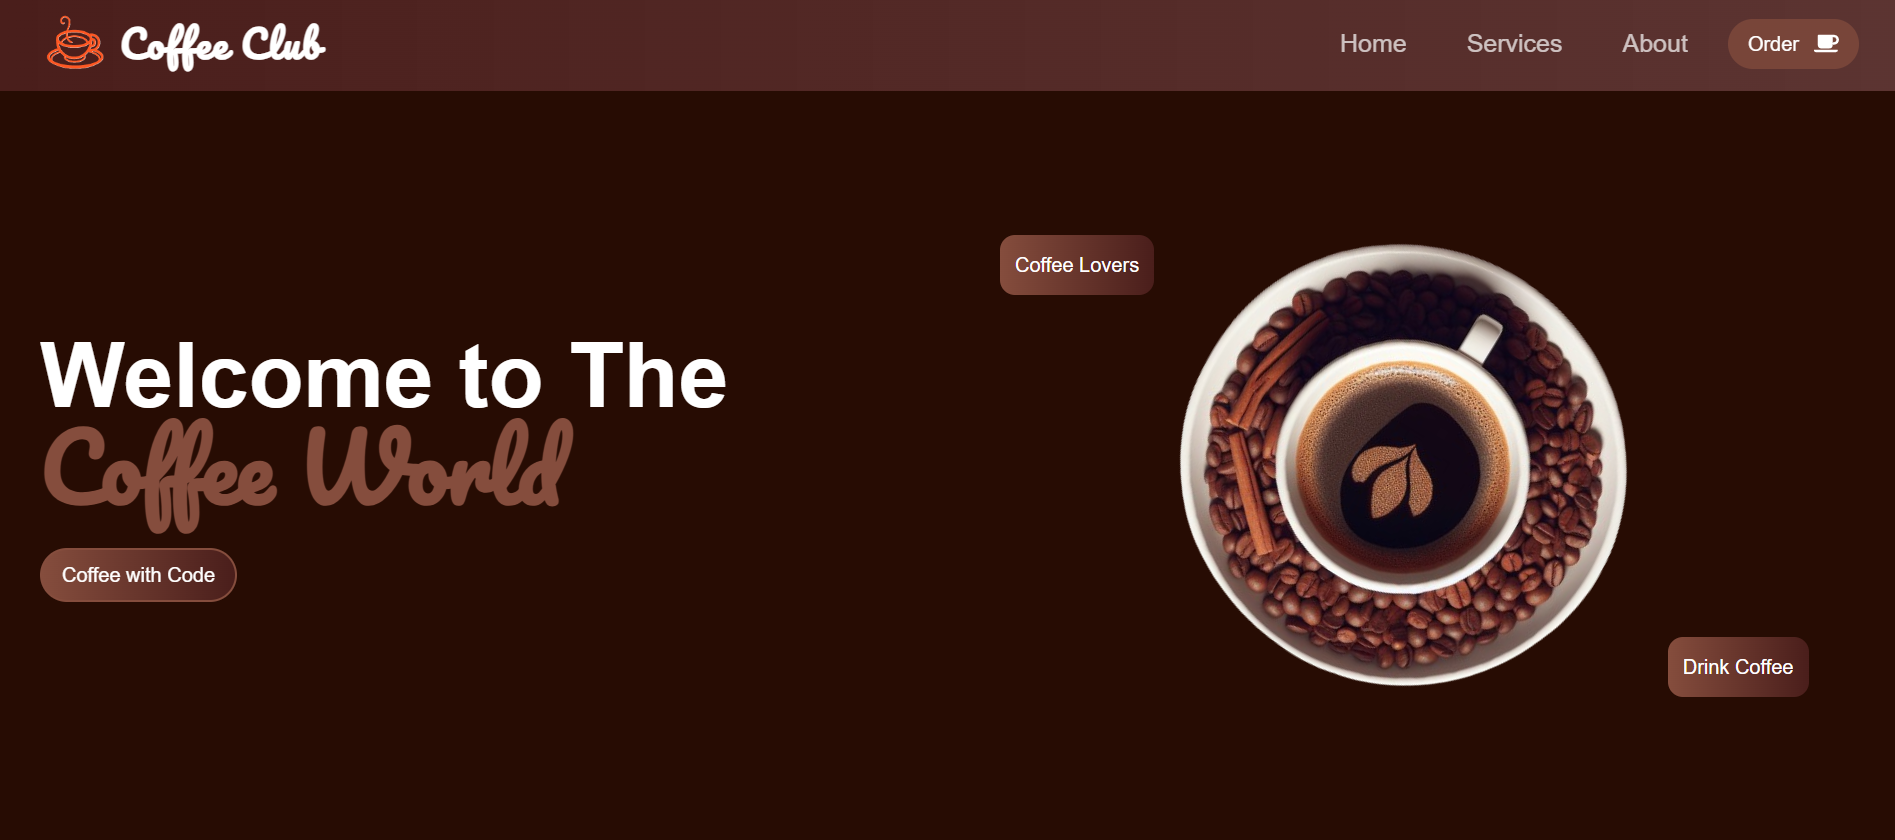 Coffee Club
Home
Services
About
Order
Coffee Lovers
Welcome to The
Coffee World
Coffee with Code
Drink Coffee